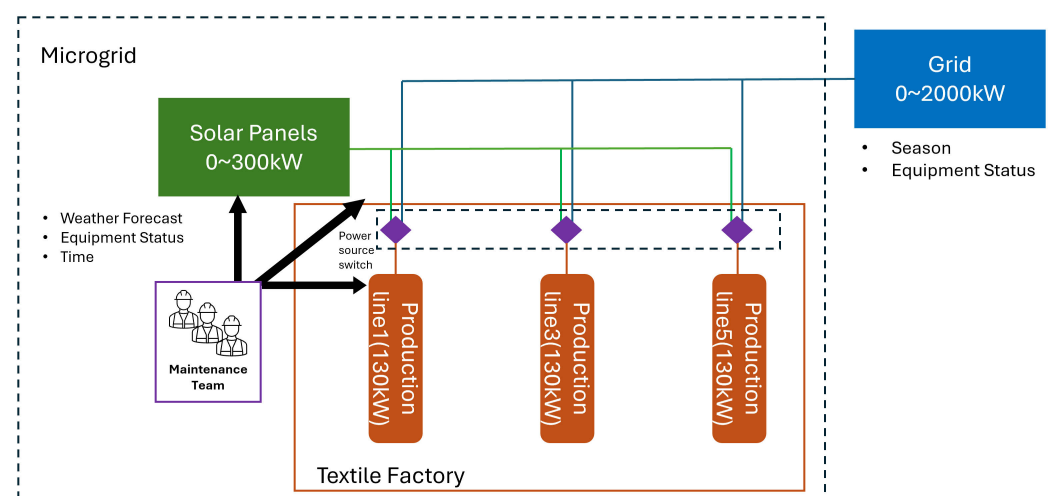 Microgrid
Grid
0~2000kW
Solar Panels
0~300kW
• Season
• Equipment Status
• Weather Forecast
• Equipment Status
• Time
Power
source
switch
Maintenance
Team
Production
line1(130kW)
Production
line3(130kW)
Production
line5(130kW)
Textile Factory